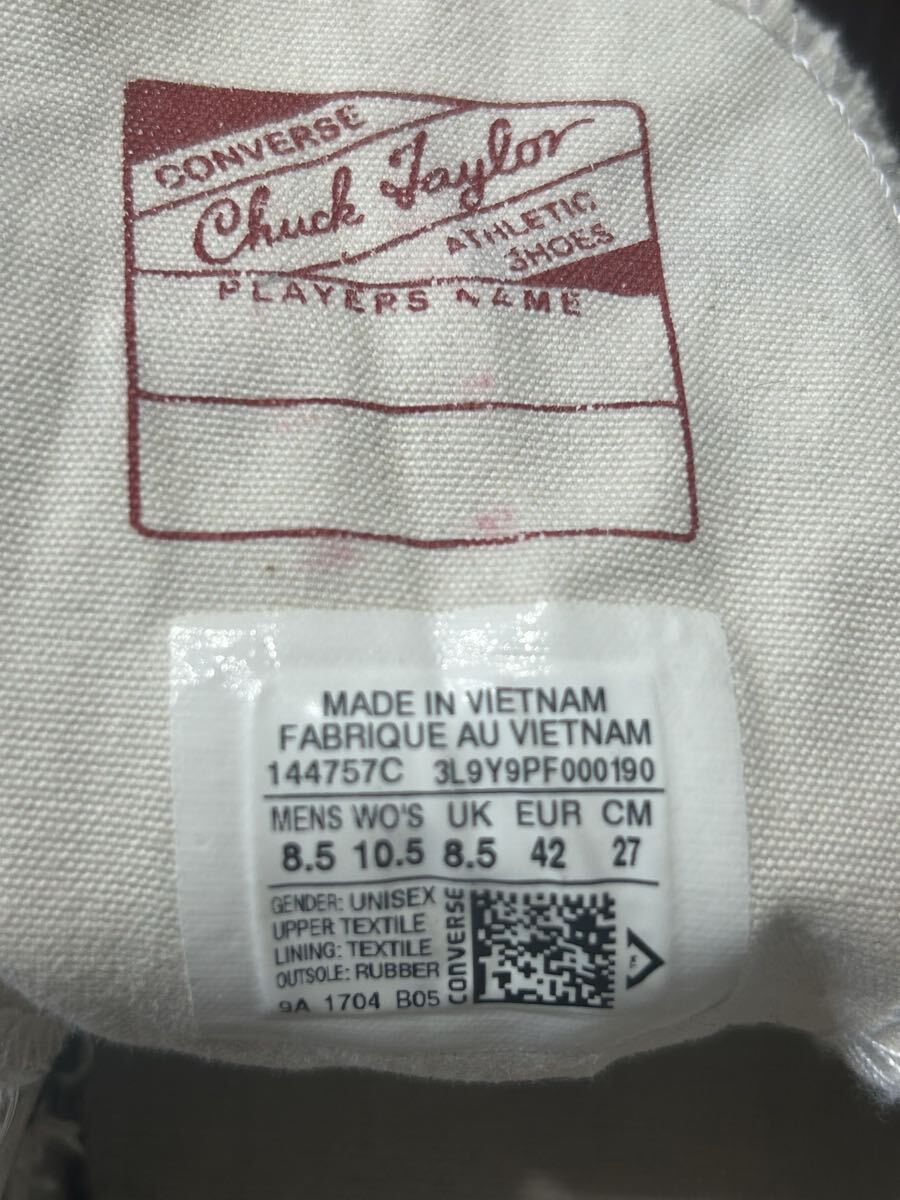 CONVERSE
Chuck Taylor
ATHLETIC
SHOES
PLAYERS NAME
MADE IN VIETNAM
FABRIQUE AU VIETNAM
144757C 3L9Y9PF000190
MENS WO'S UK EUR CM
8.5 10.5 8.5 42 27
GENDER: UNISEX
UPPER TEXTILE
LINING: TEXTILE
OUTSOLE: RUBBER
9A 1704 B05
CONVERSE